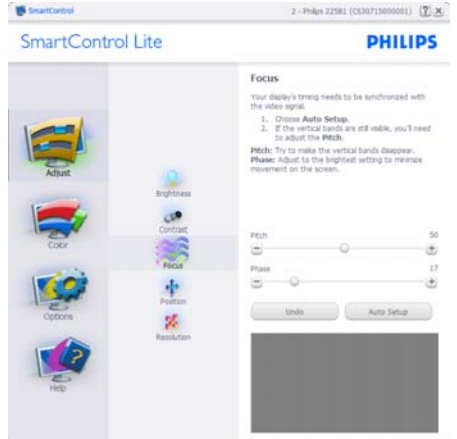 SmartControl
2 - Philips 225B1 (CS30715000001)
SmartControl Lite
PHILIPS
Adjust
Color
Options
Help
Brightness
Contrast
Focus
Position
Resolution
Focus
Your display's timing needs to be synchronized with
the video signal.
1. Choose Auto Setup.
2. If the vertical bands are still visible, you'll need
to adjust the Pitch.
Pitch: Try to make the vertical bands disappear.
Phase: Adjust to the brightest setting to minimize
movement on the screen.
Pitch 50
Phase 17
Undo Auto Setup